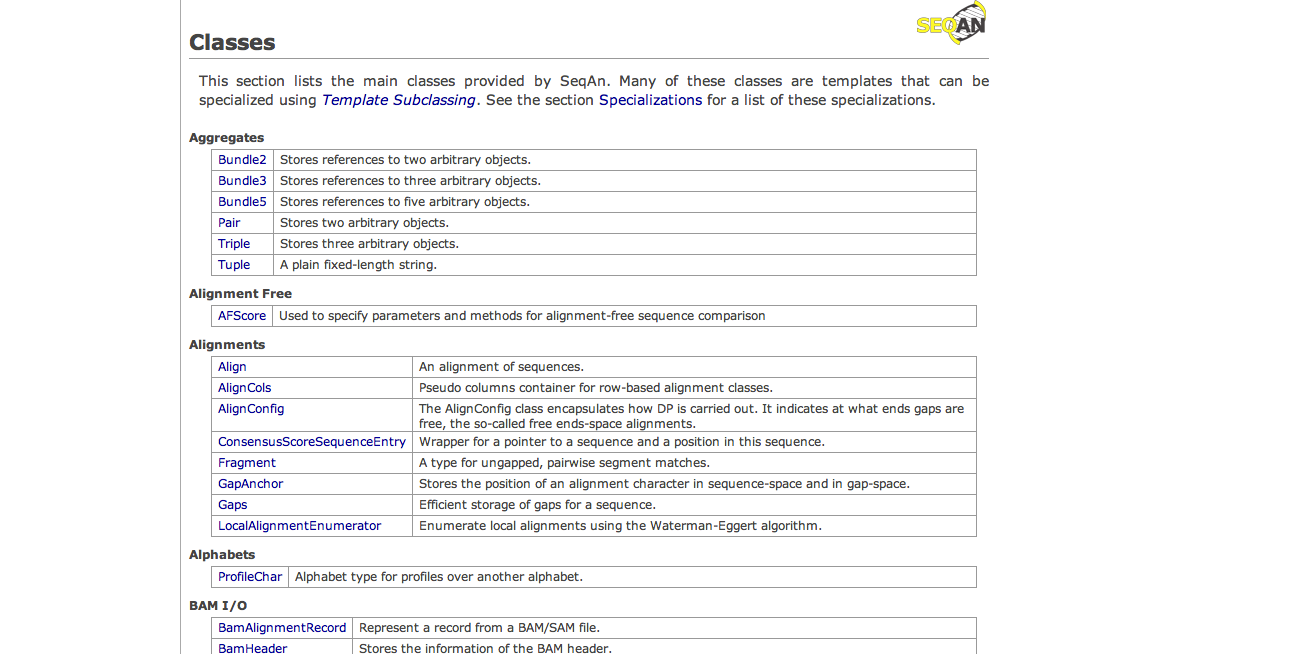 SEQAN
Classes
This section lists the main classes provided by SeqAn. Many of these classes are templates that can be
specialized using Template Subclassing. See the section Specializations for a list of these specializations.
Aggregates
Bundle2 Stores references to two arbitrary objects.
Bundle3 Stores references to three arbitrary objects.
Bundle5 Stores references to five arbitrary objects.
Pair Stores two arbitrary objects.
Triple Stores three arbitrary objects.
Tuple A plain fixed-length string.
Alignment Free
AFScore Used to specify parameters and methods for alignment-free sequence comparison
Alignments
Align An alignment of sequences.
AlignCols Pseudo columns container for row-based alignment classes.
AlignConfig The AlignConfig class encapsulates how DP is carried out. It indicates at what ends gaps are
free, the so-called free ends-space alignments.
ConsensusScoreSequenceEntry Wrapper for a pointer to a sequence and a position in this sequence.
Fragment A type for ungapped, pairwise segment matches.
GapAnchor Stores the position of an alignment character in sequence-space and in gap-space.
Gaps Efficient storage of gaps for a sequence.
LocalAlignmentEnumerator Enumerate local alignments using the Waterman-Eggert algorithm.
Alphabets
ProfileChar Alphabet type for profiles over another alphabet.
BAM I/O
BamAlignmentRecord Represent a record from a BAM/SAM file.
BamHeader Stores the information of the BAM header.